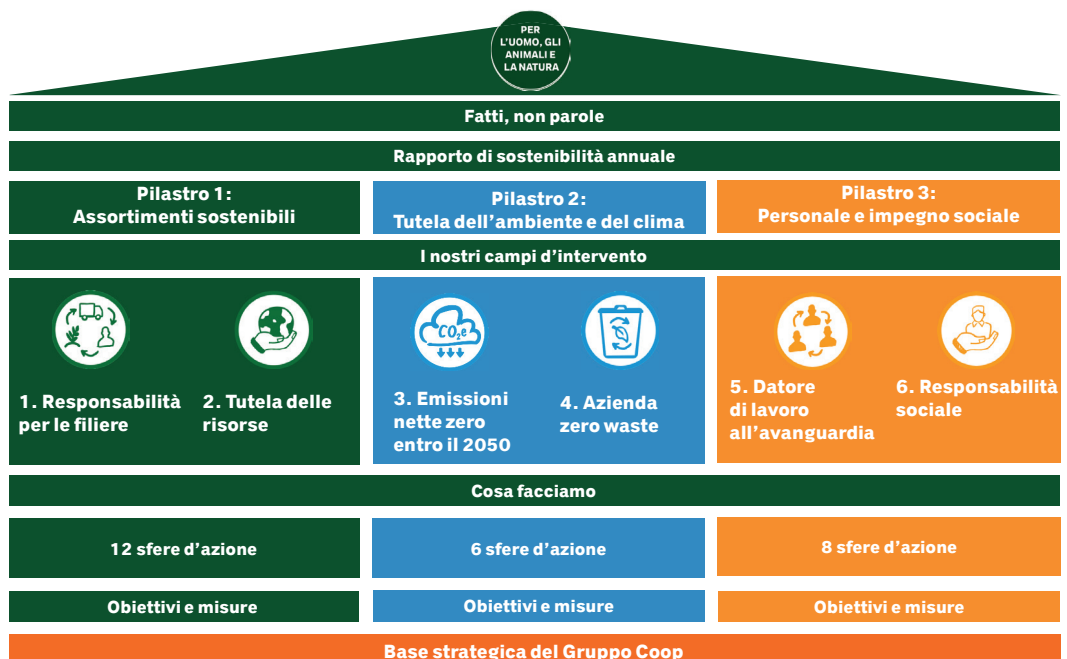 PER
L'UOMO, GLI
ANIMALI E
LA NATURA
Fatti, non parole
Rapporto di sostenibilità annuale
Pilastro 1:
Assortimenti sostenibili
Pilastro 2:
Tutela dell'ambiente e del clima
Pilastro 3:
Personale e impegno sociale
I nostri campi d'intervento
1. Responsabilità
per le filiere
2. Tutela delle
risorse
CO₂e
3. Emissioni
nette zero
entro il 2050
4. Azienda
zero waste
5. Datore
di lavoro
all'avanguardia
6. Responsabilità
sociale
Cosa facciamo
12 sfere d'azione
6 sfere d'azione
8 sfere d'azione
Obiettivi e misure
Obiettivi e misure
Obiettivi e misure
Base strategica del Gruppo Coop